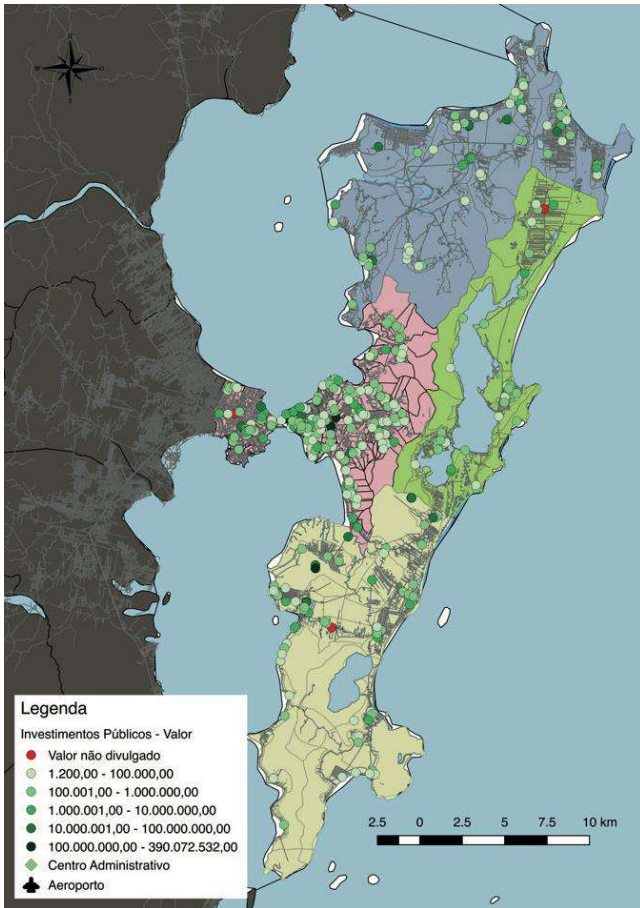 N
W
O
S
Legenda
Investimentos Públicos - Valor
Valor não divulgado
1.200,00 - 100.000,00
100.001,00 - 1.000.000,00
1.000.001,00 - 10.000.000,00
10.000.001,00 - 100.000.000,00
100.000.000,00 - 390.072.532,00
Centro Administrativo
Aeroporto
2.5 0 2.5 5 7.5 10 km